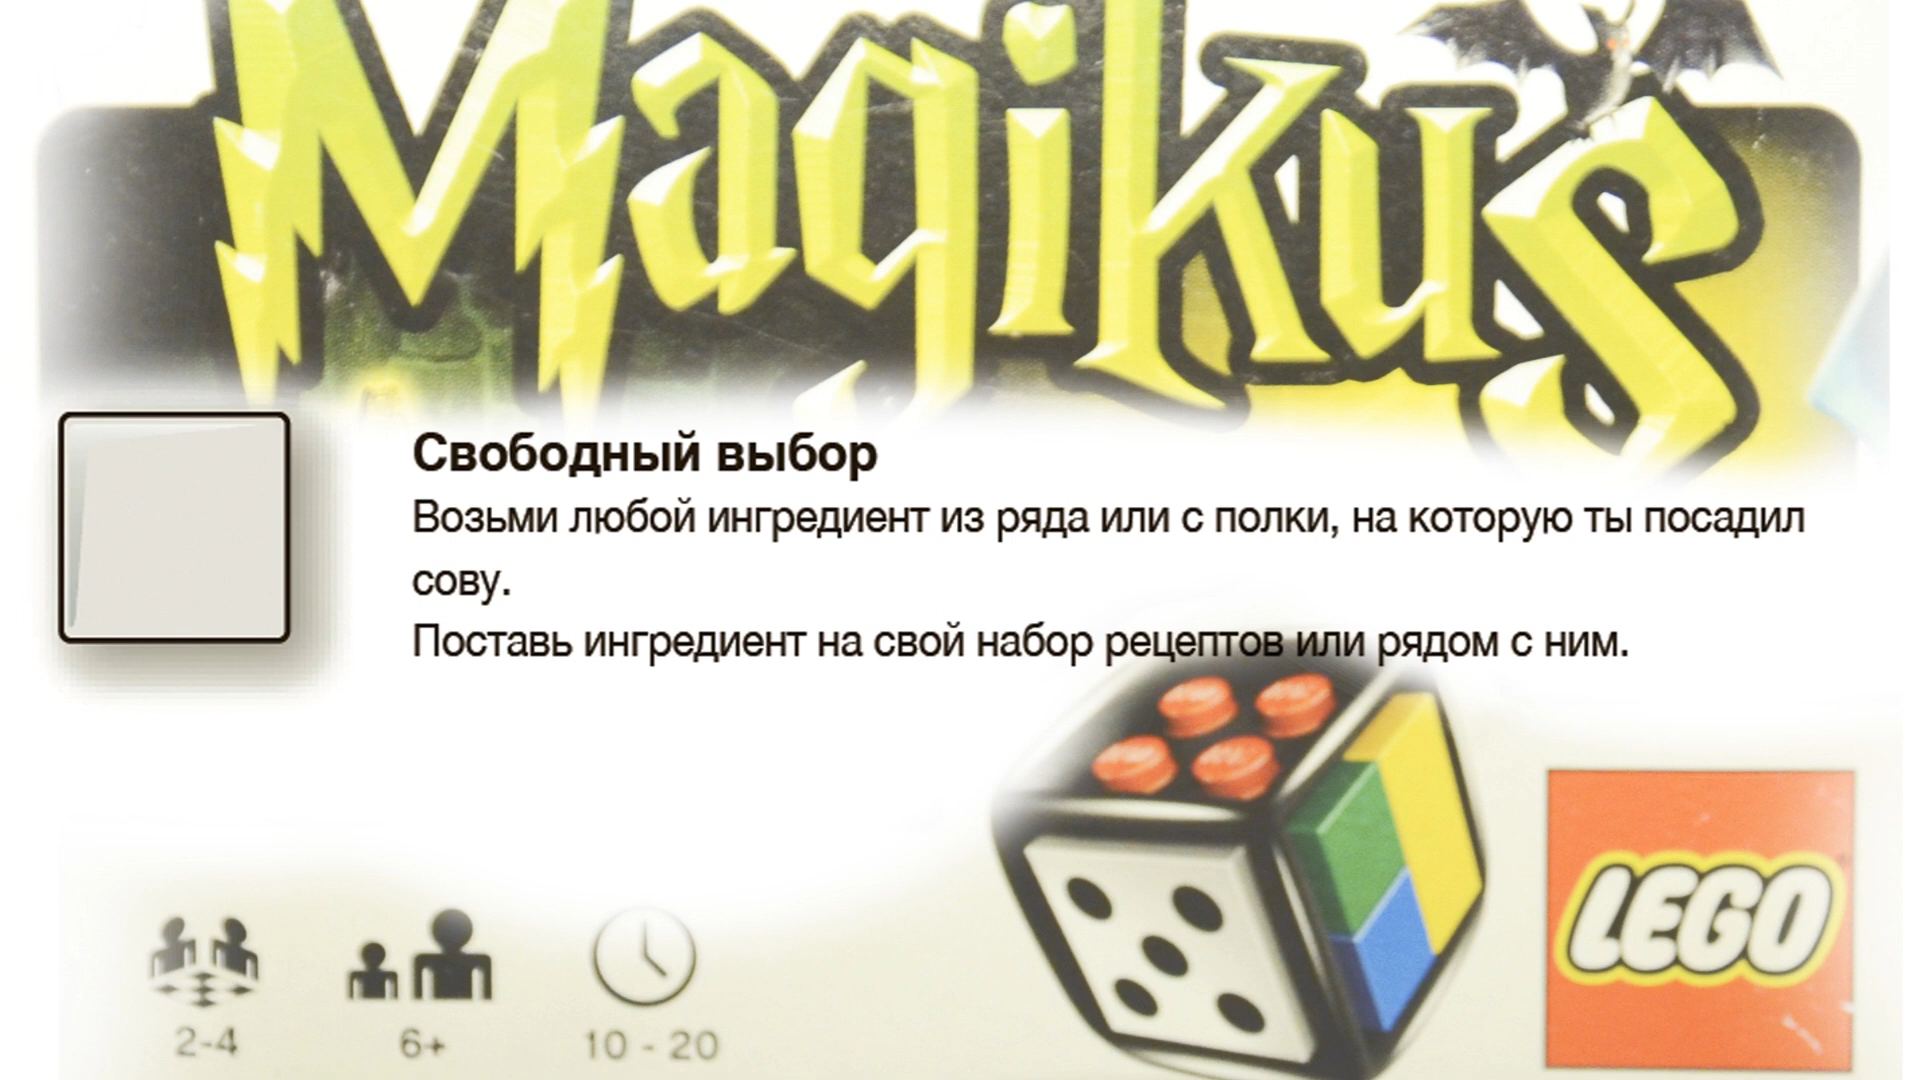 Magikus
Свободный выбор
Возьми любой ингредиент из ряда или с полки, на которую ты посадил
сову.
Поставь ингредиент на свой набор рецептов или рядом с ним.
LEGO
2-4
6+
10 - 20